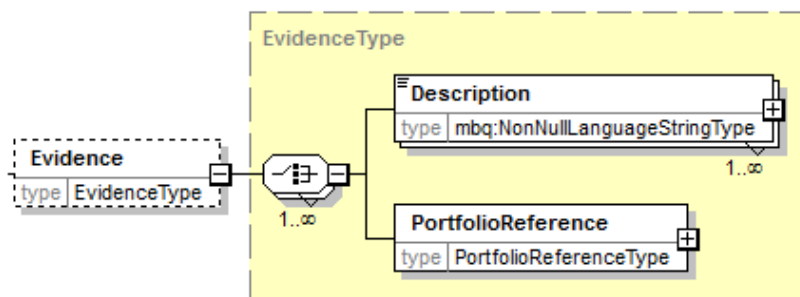 EvidenceType
Description
type mbq:NonNullLanguageStringType
1..∞
Evidence
type EvidenceType
1..∞
PortfolioReference
type PortfolioReferenceType